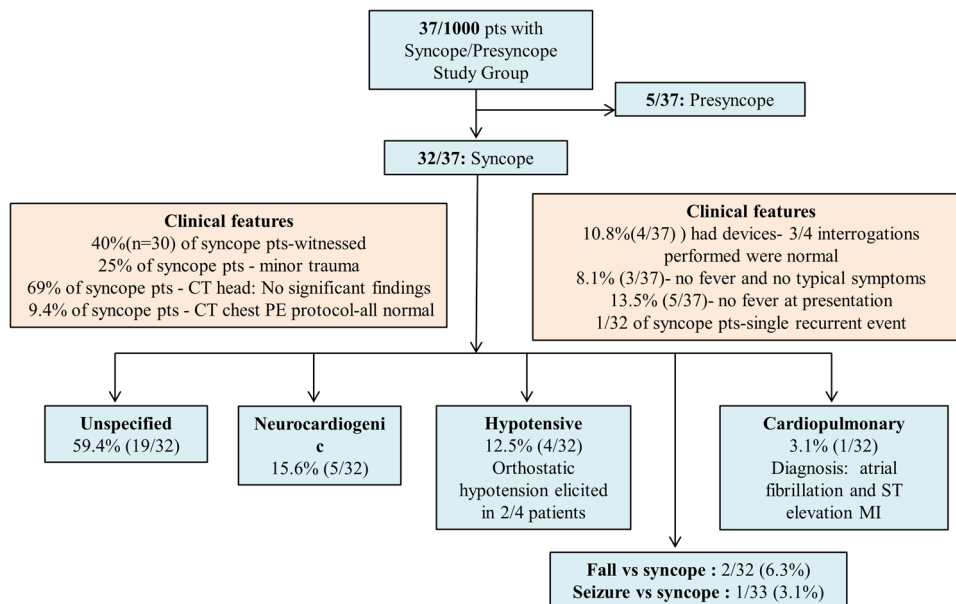 37/1000 pts with
Syncope/Presyncope
Study Group
5/37: Presyncope
32/37: Syncope
Clinical features
40%(n=30) of syncope pts-witnessed
25% of syncope pts - minor trauma
69% of syncope pts - CT head: No significant findings
9.4% of syncope pts - CT chest PE protocol-all normal
Clinical features
10.8%(4/37) ) had devices- 3/4 interrogations
performed were normal
8.1% (3/37)- no fever and no typical symptoms
13.5% (5/37)- no fever at presentation
1/32 of syncope pts-single recurrent event
Unspecified
59.4% (19/32)
Neurocardiogeni
c
15.6% (5/32)
Hypotensive
12.5% (4/32)
Orthostatic
hypotension elicited
in 2/4 patients
Cardiopulmonary
3.1% (1/32)
Diagnosis: atrial
fibrillation and ST
elevation MI
Fall vs syncope : 2/32 (6.3%)
Seizure vs syncope : 1/33 (3.1%)